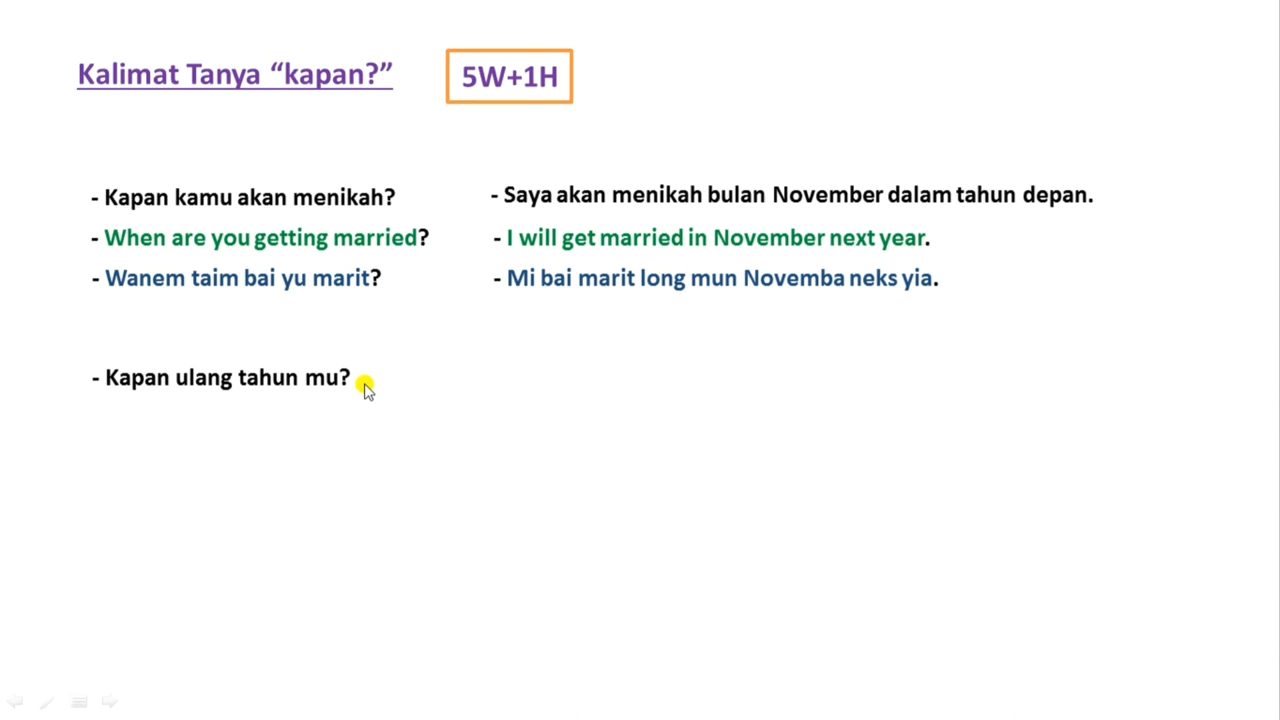 Kalimat Tanya “kapan?”
5W+1H
- Kapan kamu akan menikah?
- Saya akan menikah bulan November dalam tahun depan.
- When are you getting married?
- I will get married in November next year.
- Wanem taim bai yu marit?
- Mi bai marit long mun Novemba neks yia.
- Kapan ulang tahun mu?